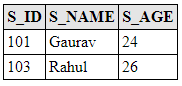 S_ID S_NAME S_AGE
101 Gaurav 24
103 Rahul 26